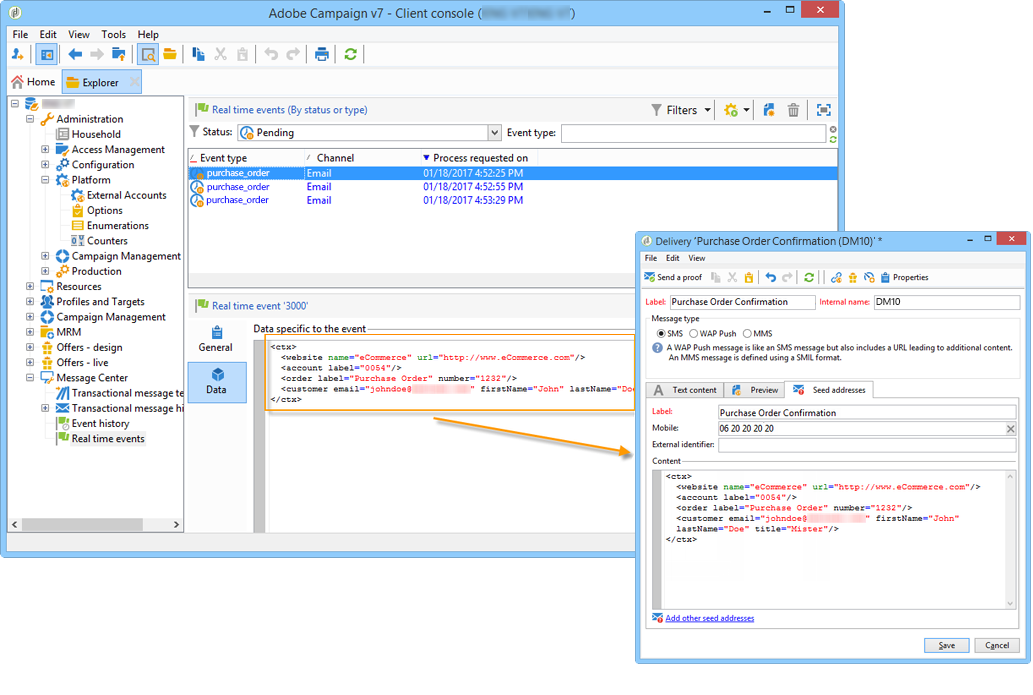 Adobe Campaign v7 - Client console (
File Edit View Tools Help
Home Explorer
Administration
Household
Access Management
Configuration
Platform
External Accounts
Options
Enumerations
Counters
Campaign Management
Production
Resources
Profiles and Targets
Campaign Management
MRM
Offers - design
Offers - live
Message Center
Transactional message te
Transactional message hi
Event history
Real time events
Real time events (By status or type)
Filters
Status: Pending Event type:
Event type Channel Process requested on
purchase_order Email 01/18/2017 4:52:25 PM
purchase_order Email 01/18/2017 4:52:55 PM
purchase_order Email 01/18/2017 4:53:29 PM
Real time event '3000'
General
Data
Data specific to the event
<ctx>
<website name="eCommerce" url="http://www.eCommerce.com"/>
<account label="0054"/>
<order label="Purchase Order" number="1232"/>
<customer email="johndoe@ " firstName="John" lastName="Doe
</ctx>
Delivery 'Purchase Order Confirmation (DM10)' *
File Edit View
Send a proof Properties
Label: Purchase Order Confirmation Internal name: DM10
Message type
SMS WAP Push MMS
A WAP Push message is like an SMS message but also includes a URL leading to additional content.
An MMS message is defined using a SMIL format.
Text content Preview Seed addresses
Label: Purchase Order Confirmation
Mobile: 06 20 20 20 20
External identifier:
Content
<ctx>
<website name="eCommerce" url="http://www.eCommerce.com"/>
<account label="0054"/>
<order label="Purchase Order" number="1232"/>
<customer email="johndoe@ " firstName="John"
lastName="Doe" title="Mister"/>
</ctx>
Add other seed addresses
Save Cancel